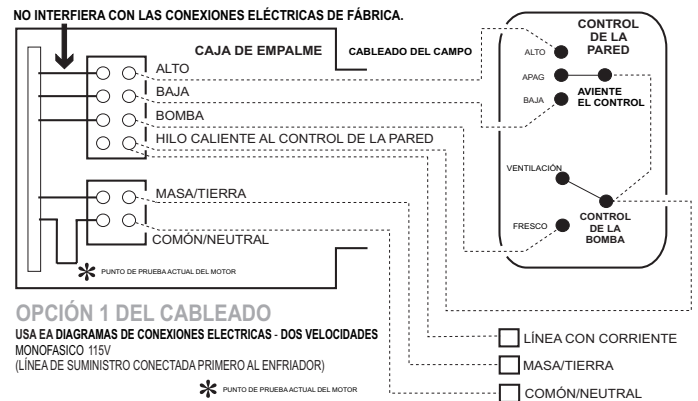 NO INTERFIERA CON LAS CONEXIONES ELÉCTRICAS DE FÁBRICA.
CAJA DE EMPALME
CABLEADO DEL CAMPO
CONTROL
DE LA
PARED
ALTO
BAJA
BOMBA
HILO CALIENTE AL CONTROL DE LA PARED
MASA/TIERRA
COMÓN/NEUTRAL
PUNTO DE PRUEBA ACTUAL DEL MOTOR
ALTO
APAG
BAJA
AVIENTE
EL CONTROL
VENTILACIÓN
FRESCO
CONTROL
DE LA
BOMBA
OPCIÓN 1 DEL CABLEADO
USA EA DIAGRAMAS DE CONEXIONES ELECTRICAS - DOS VELOCIDADES
MONOFASICO 115V
(LÍNEA DE SUMINISTRO CONECTADA PRIMERO AL ENFRIADOR)
PUNTO DE PRUEBA ACTUAL DEL MOTOR
LÍNEA CON CORRIENTE
MASA/TIERRA
COMÓN/NEUTRAL